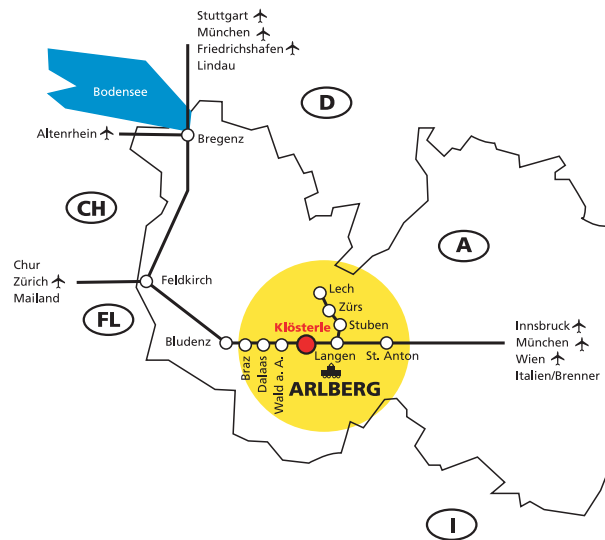 Stuttgart
München
Friedrichshafen
Lindau
Bodensee
D
Altenrhein
Bregenz
CH
A
Chur
Zürich
Mailand
Feldkirch
FL
Lech
Zürs
Klösterle
Stuben
Bludenz
Braz
Dalaas
Wald a. A.
Langen
St. Anton
ARLBERG
Innsbruck
München
Wien
Italien/Brenner
I